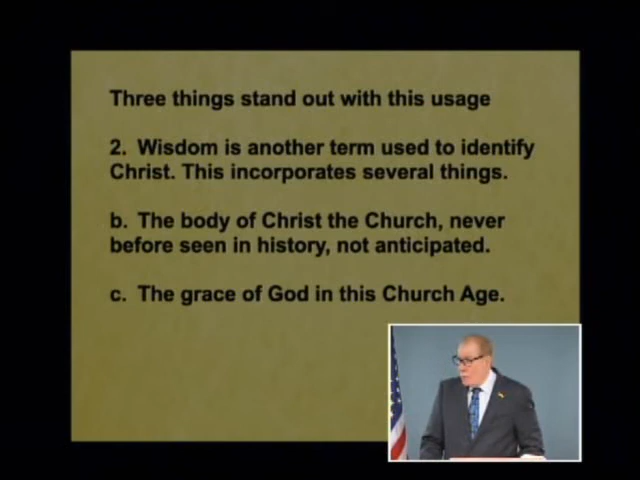 Three things stand out with this usage
2. Wisdom is another term used to identify
Christ. This incorporates several things.
b. The body of Christ the Church, never
before seen in history, not anticipated.
c. The grace of God in this Church Age.